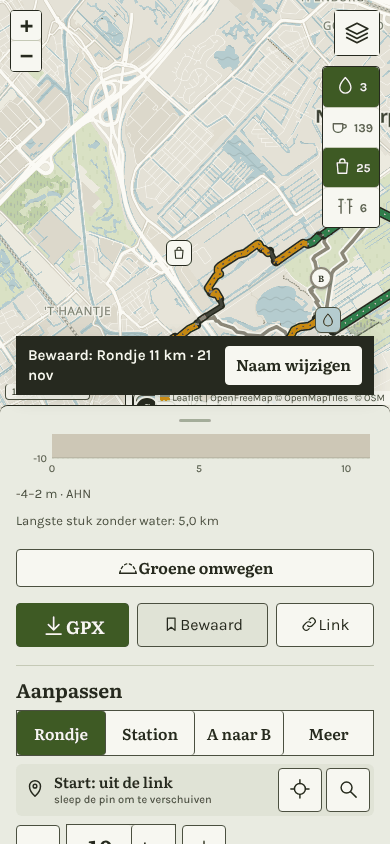 +
−
3
139
25
6
B
'T HAANTJE
Bewaard: Rondje 11 km · 21
nov
Naam wijzigen
Leaflet | OpenFreeMap © OpenMapTiles · © OSM
-10
0 5 10
-4–2 m · AHN
Langste stuk zonder water: 5,0 km
Groene omwegen
GPX
Bewaard
Link
Aanpassen
Rondje
Station
A naar B
Meer
Start: uit de link
sleep de pin om te verschuiven